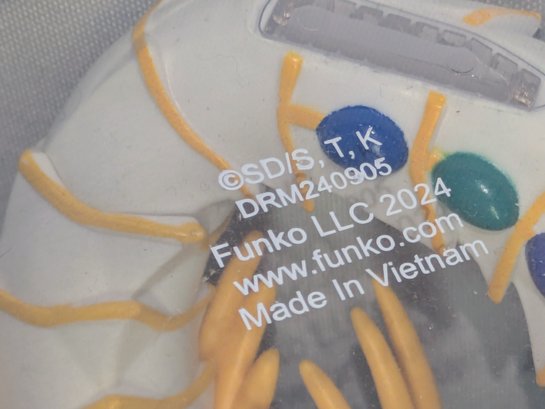 ©SD/S, T, K
DRM240905
Funko LLC 2024
www.funko.com
Made In Vietnam